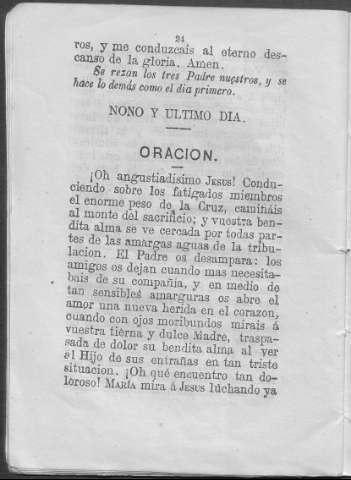 24
ros, y me conduzcais al eterno des-
canso de la gloria. Amen.
Se rezan los tres Padre nuestros, y se
hace lo demás como el dia primero.
NONO Y ULTIMO DIA.
ORACION.
¡Oh angustiadísimo JESUS! Condu-
ciendo sobre los fatigados miembros
el enorme peso de la Cruz, camináis
al monte del sacrificio; y vuestra ben-
dita alma se ve cercada por todas par-
tes de las amargas aguas de la tribu-
lacion. El Padre os desampara: los
amigos os dejan cuando mas necesita-
bais de su compañía, y en medio de
tan sensibles amarguras os abre el
amor una nueva herida en el corazon,
cuando con ojos moribundos mirais á
vuestra tierna y dulce Madre, traspa-
sada de dolor su bendita alma al ver
el Hijo de sus entrañas en tan triste
situacion. ¡Oh qué encuentro tan do-
loroso! MARÍA mira á JESUS luchando ya